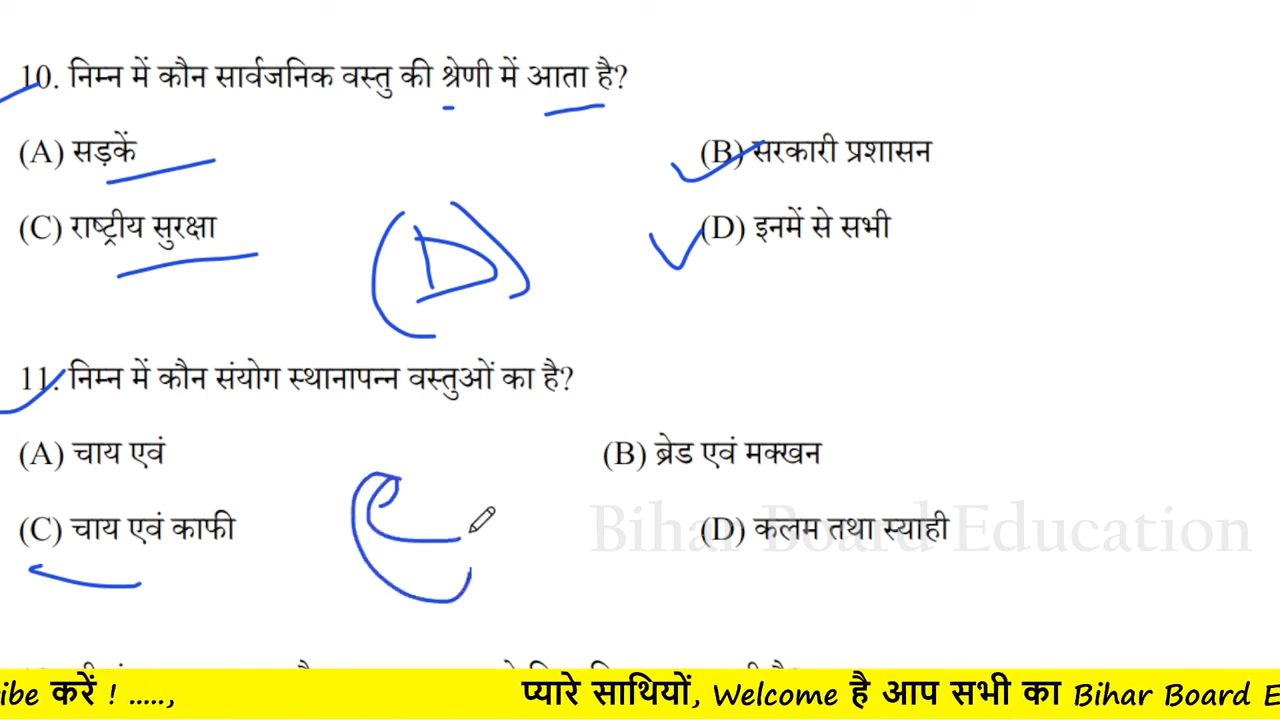 10. निम्न में कौन सार्वजनिक वस्तु की श्रेणी में आता है?
(A) सड़कें (B) सरकारी प्रशासन
(C) राष्ट्रीय सुरक्षा (D) इनमें से सभी
(D)
11. निम्न में कौन संयोग स्थानापन्न वस्तुओं का है?
(A) चाय एवं (B) ब्रेड एवं मक्खन
(C) चाय एवं काफी (D) कलम तथा स्याही
Bihar Board Education
ibe करें ! ....., प्यारे साथियों, Welcome है आप सभी का Bihar Board E